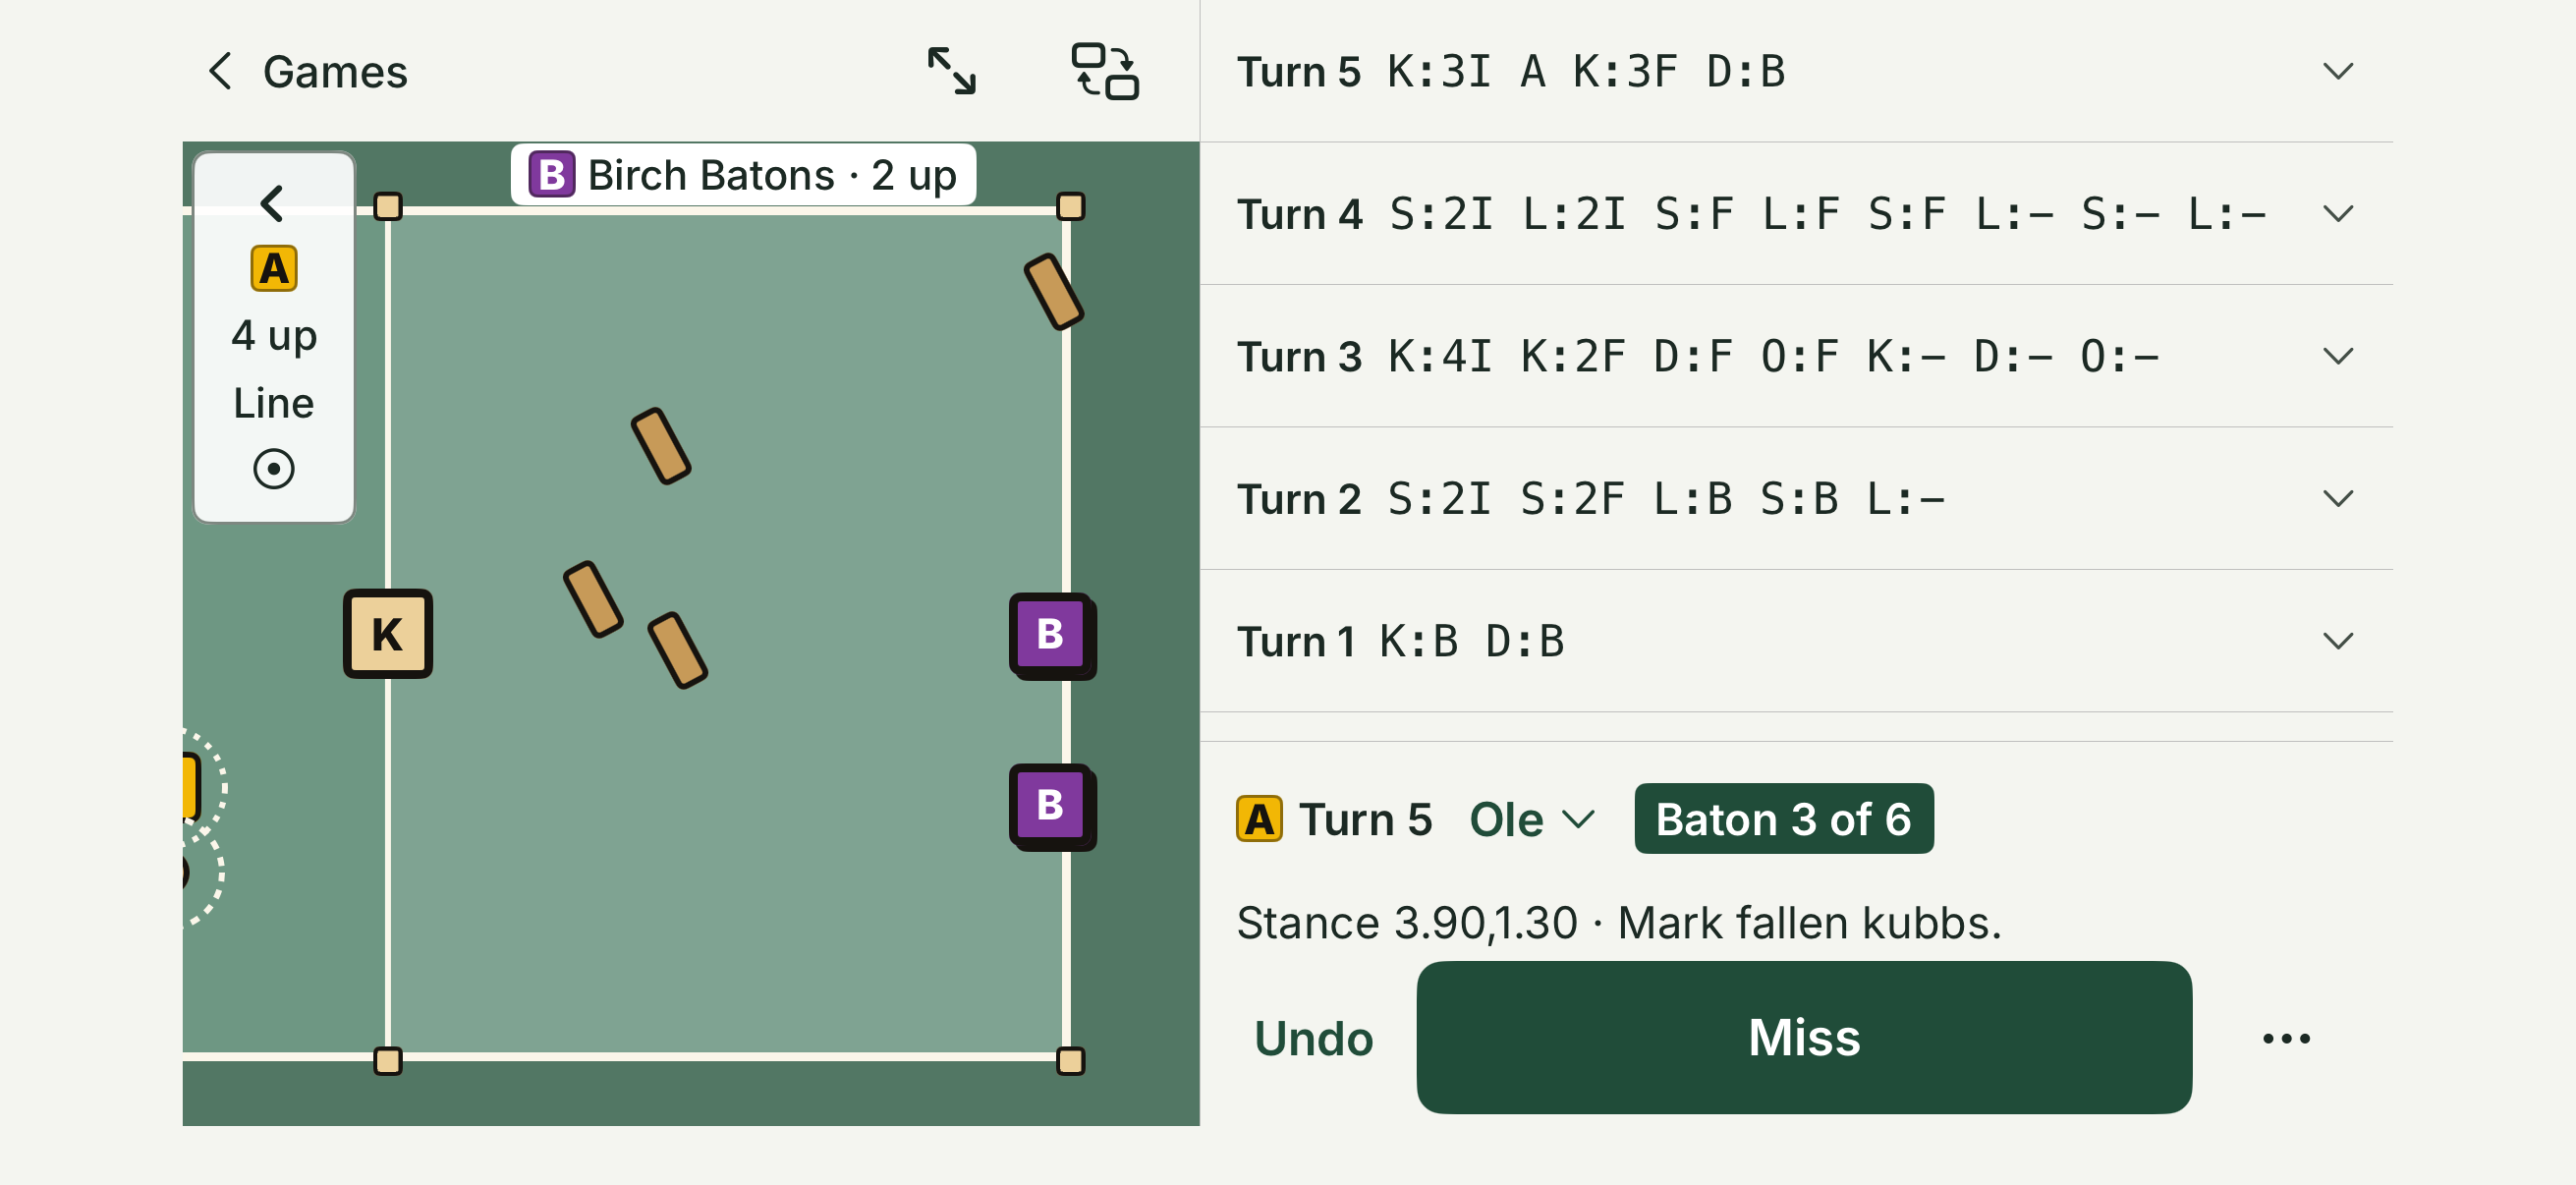 Games
B Birch Batons · 2 up
A
4 up
Line
K
B
B
Turn 5 K:3I A K:3F D:B
Turn 4 S:2I L:2I S:F L:F S:F L:– S:– L:–
Turn 3 K:4I K:2F D:F O:F K:– D:– O:–
Turn 2 S:2I S:2F L:B S:B L:–
Turn 1 K:B D:B
A Turn 5 Ole Baton 3 of 6
Stance 3.90,1.30 · Mark fallen kubbs.
Undo
Miss